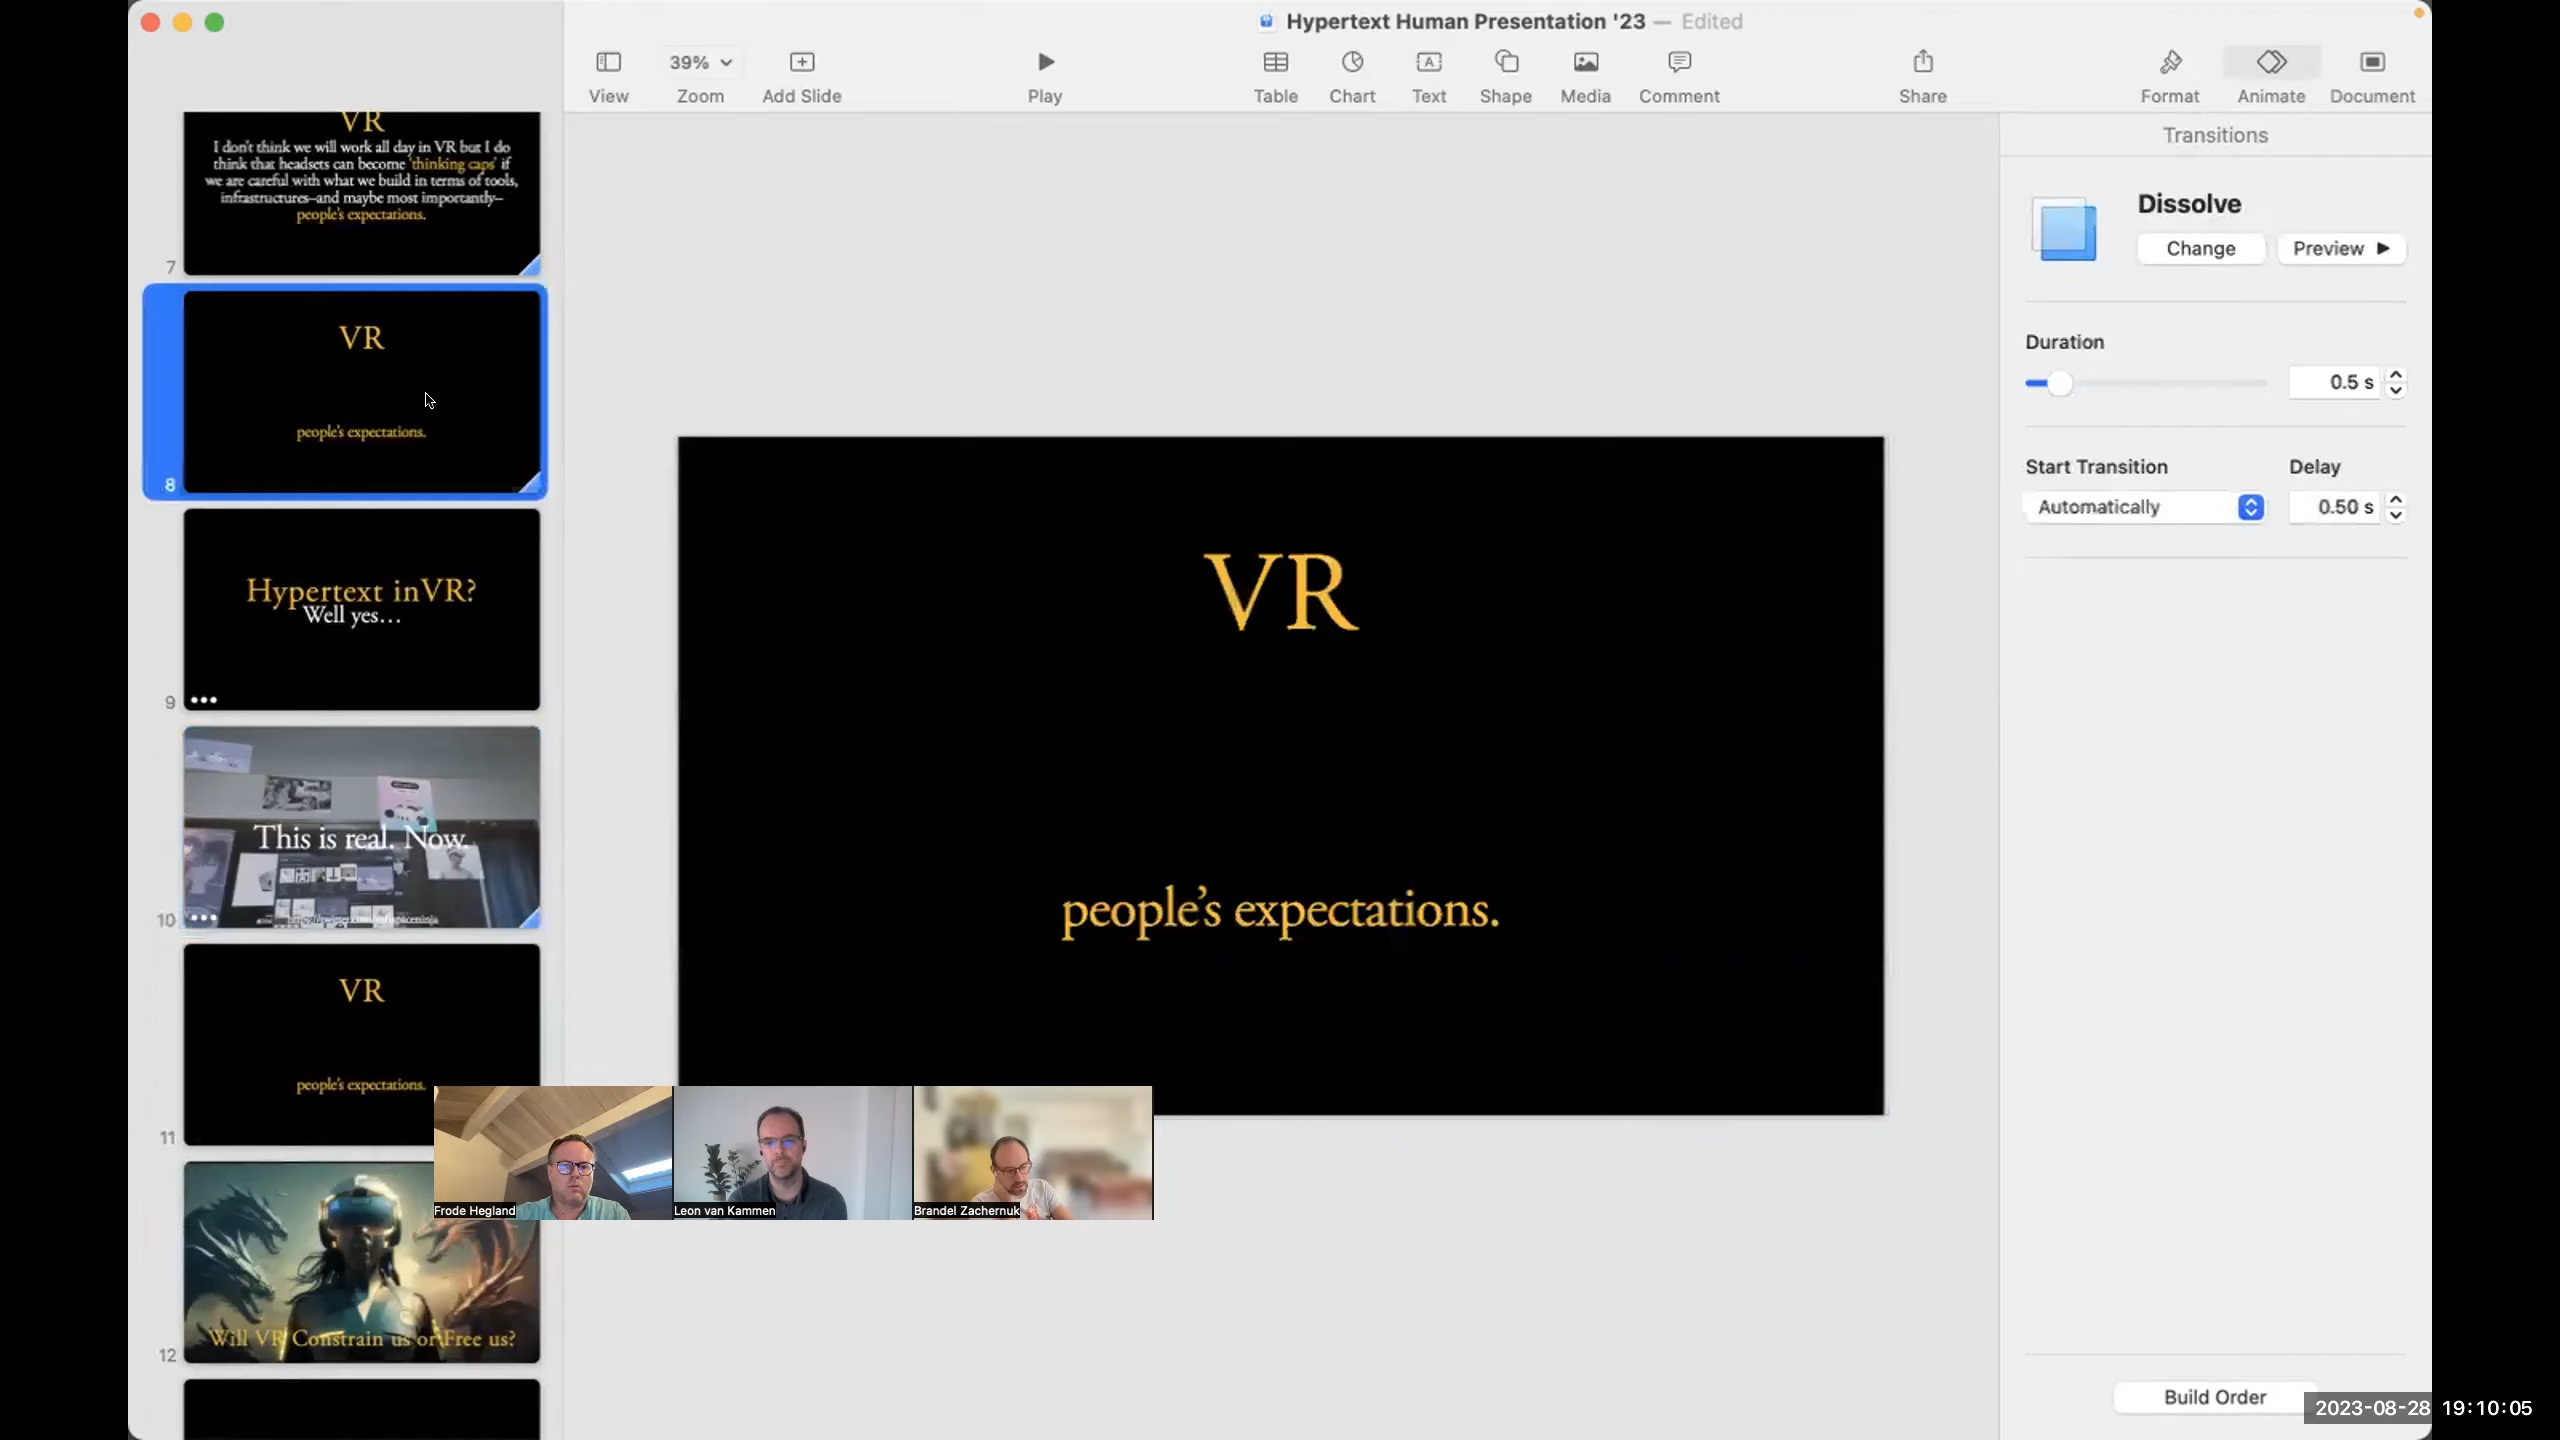 Hypertext Human Presentation '23 — Edited
39%
View
Zoom
Add Slide
Play
Table
Chart
Text
Shape
Media
Comment
Share
Format
Animate
Document
VR
I don't think we will work all day in VR but I do
think that headsets can become 'thinking caps' if
we are careful with what we build in terms of tools,
infrastructures–and maybe most importantly–
people's expectations.
7
VR
people's expectations.
8
Hypertext inVR?
Well yes...
9
This is real. Now.
10
VR
people's expectations.
11
Will VR Constrain us or Free us?
12
VR
people's expectations.
Frode Hegland
Leon van Kammen
Brandel Zachernuk
Transitions
Dissolve
Change
Preview
Duration
0.5 s
Start Transition
Delay
Automatically
0.50 s
Build Order
2023-08-28 19:10:05